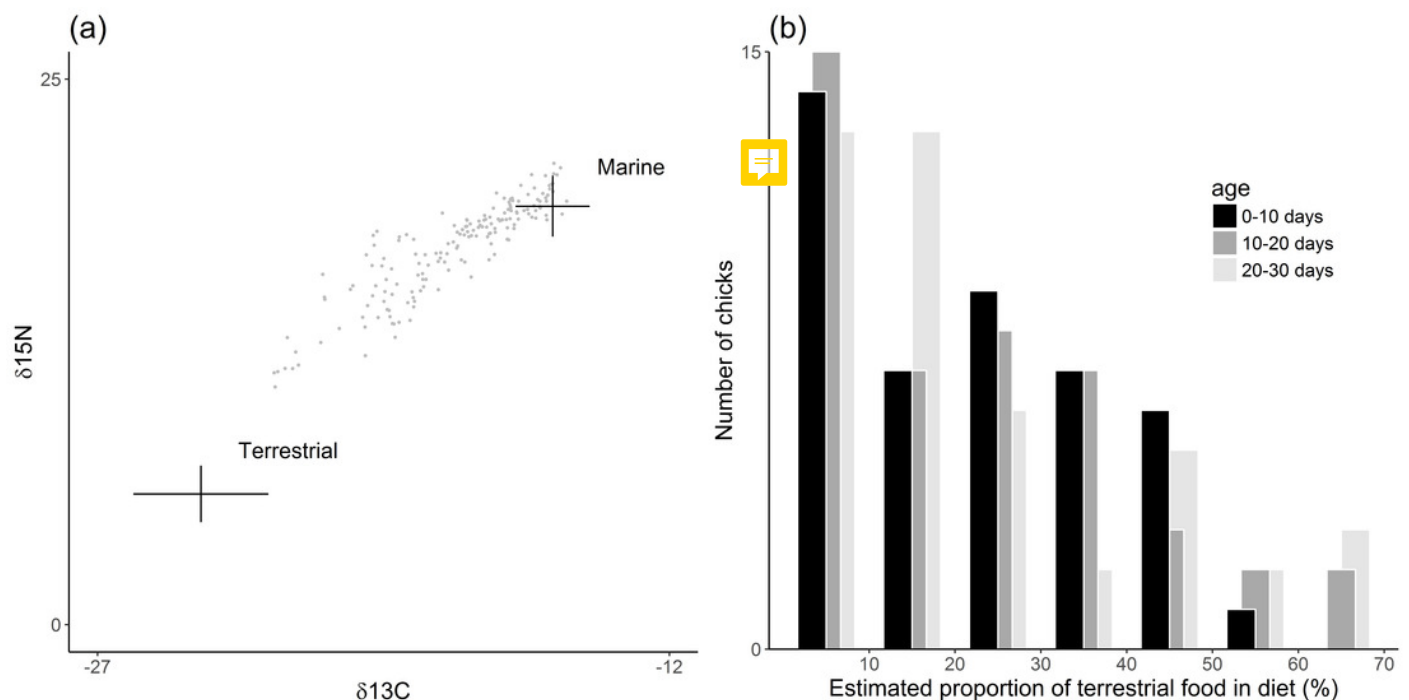 (a)
25
Marine
δ15N
Terrestrial
0
-27
-12
δ13C
(b)
15
age
0-10 days
10-20 days
20-30 days
Number of chicks
0
10
20
30
40
50
60
70
Estimated proportion of terrestrial food in diet (%)